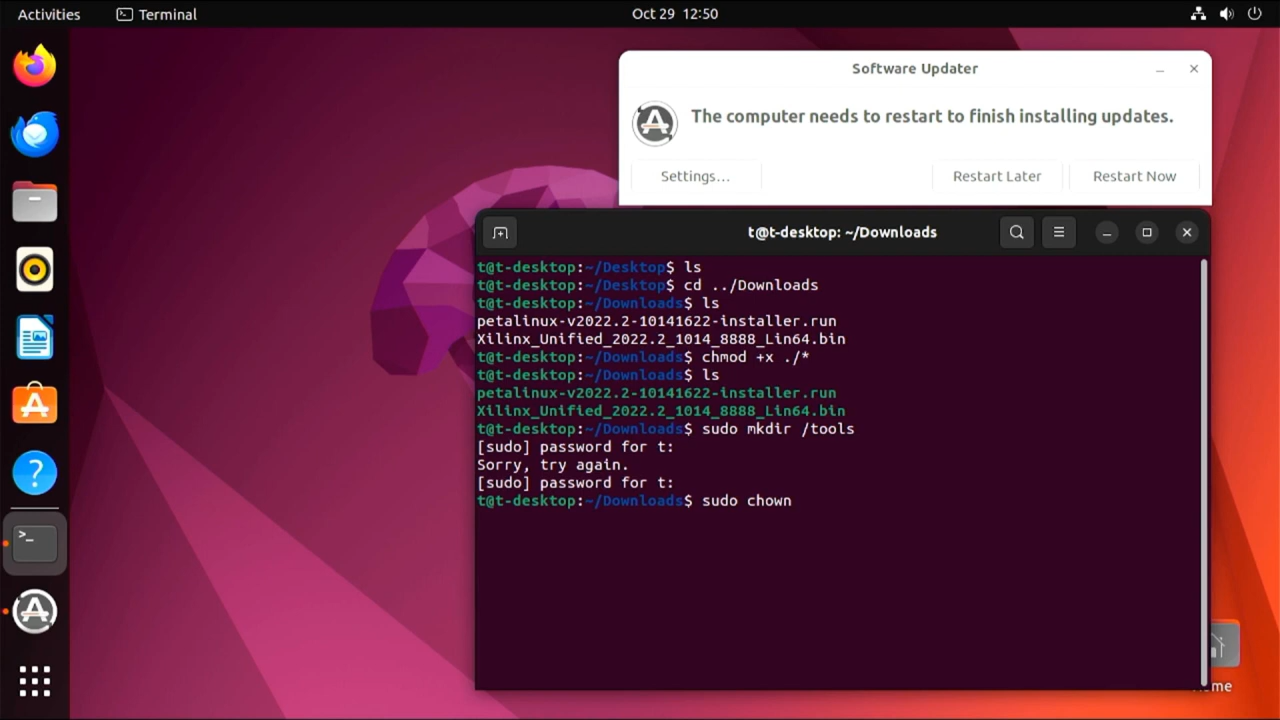 Activities
Terminal
Oct 29 12:50
Software Updater
The computer needs to restart to finish installing updates.
Settings...
Restart Later
Restart Now
t@t-desktop: ~/Downloads
t@t-desktop:~/Desktop$ ls
t@t-desktop:~/Desktop$ cd ../Downloads
t@t-desktop:~/Downloads$ ls
petalinux-v2022.2-10141622-installer.run
Xilinx_Unified_2022.2_1014_8888_Lin64.bin
t@t-desktop:~/Downloads$ chmod +x ./*
t@t-desktop:~/Downloads$ ls
petalinux-v2022.2-10141622-installer.run
Xilinx_Unified_2022.2_1014_8888_Lin64.bin
t@t-desktop:~/Downloads$ sudo mkdir /tools
[sudo] password for t:
Sorry, try again.
[sudo] password for t:
t@t-desktop:~/Downloads$ sudo chown